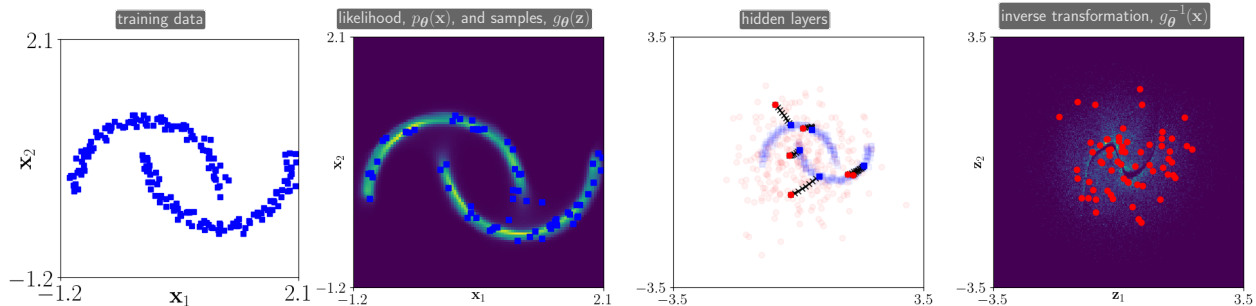 training data
likelihood, pθ(x), and samples, gθ(z)
hidden layers
inverse transformation, gθ⁻¹(x)
2.1
x₂
−1.2
−1.2
x₁
2.1
2.1
x₂
−1.2
−1.2
x₁
2.1
3.5
−3.5
−3.5
3.5
3.5
z₂
−3.5
−3.5
z₁
3.5